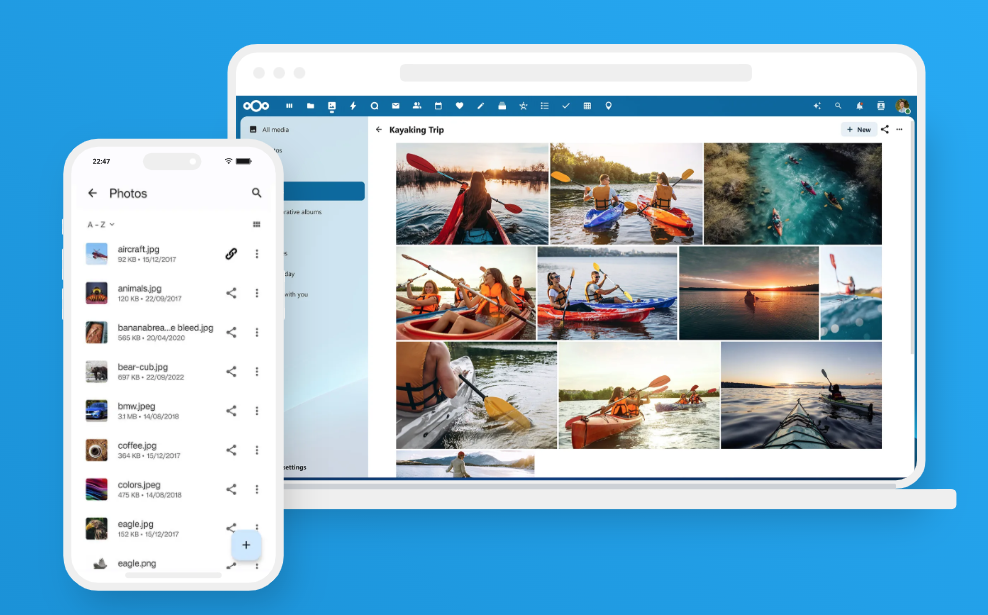 Kayaking Trip
+ New
All media
settings
22:47
Photos
A - Z
aircraft.jpg
92 KB • 15/12/2017
animals.jpg
120 KB • 22/09/2017
bananabrea...e bleed.jpg
565 KB • 20/04/2020
bear-cub.jpg
697 KB • 22/09/2022
bmw.jpeg
3.1 MB • 14/08/2018
coffee.jpg
364 KB • 15/12/2017
colors.jpeg
475 KB • 14/08/2018
eagle.jpg
152 KB • 15/12/2017
eagle.png
rative albums
day
with you